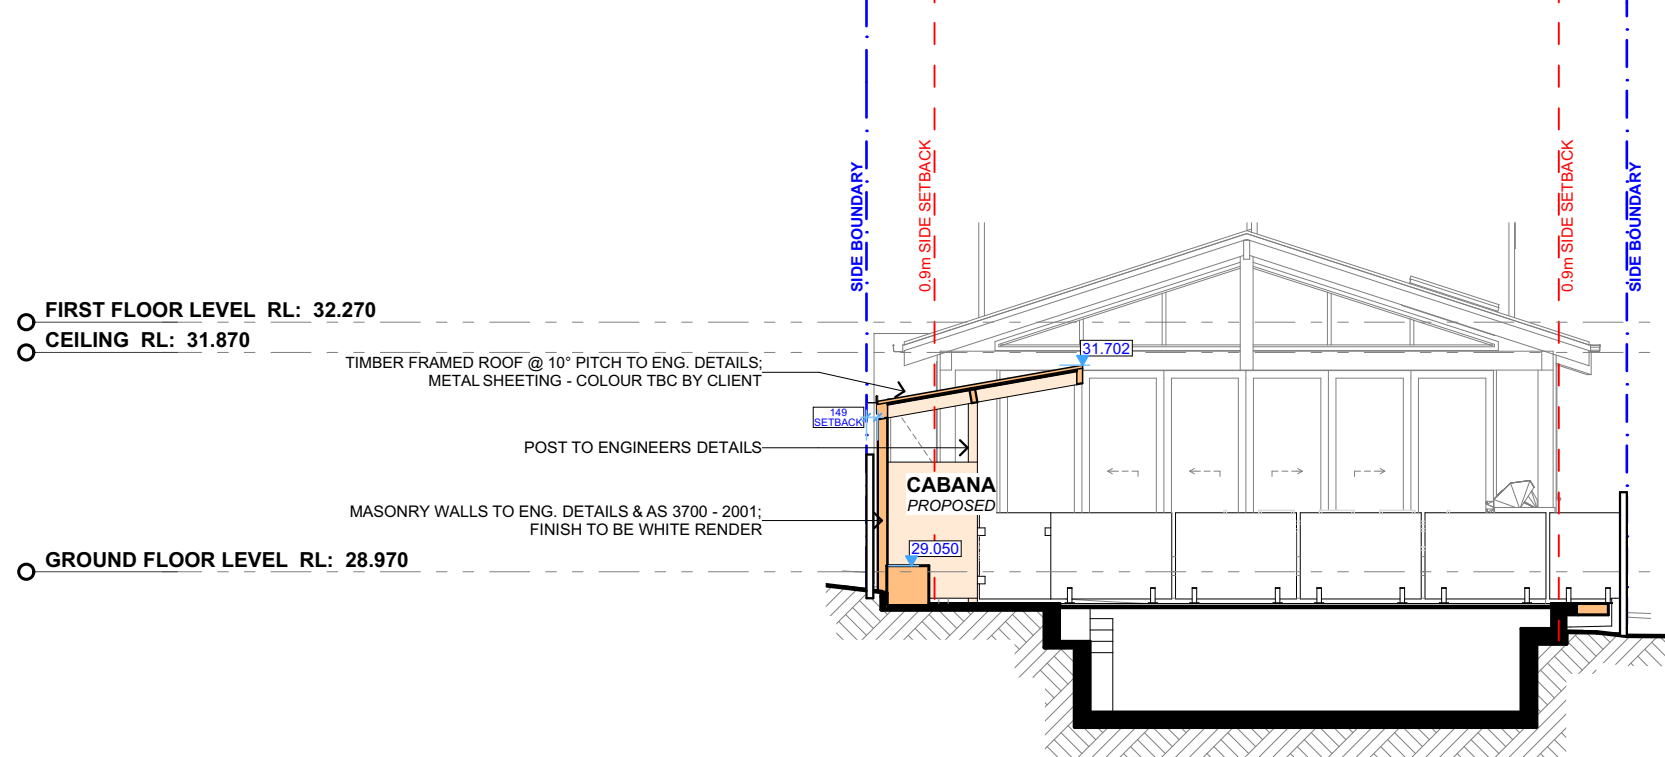 SIDE BOUNDARY
0.9m SIDE SETBACK
0.9m SIDE SETBACK
SIDE BOUNDARY
FIRST FLOOR LEVEL RL: 32.270
CEILING RL: 31.870
31.702
TIMBER FRAMED ROOF @ 10° PITCH TO ENG. DETAILS;
METAL SHEETING - COLOUR TBC BY CLIENT
149
SETBACK
POST TO ENGINEERS DETAILS
CABANA
PROPOSED
MASONRY WALLS TO ENG. DETAILS & AS 3700 - 2001;
FINISH TO BE WHITE RENDER
29.050
GROUND FLOOR LEVEL RL: 28.970